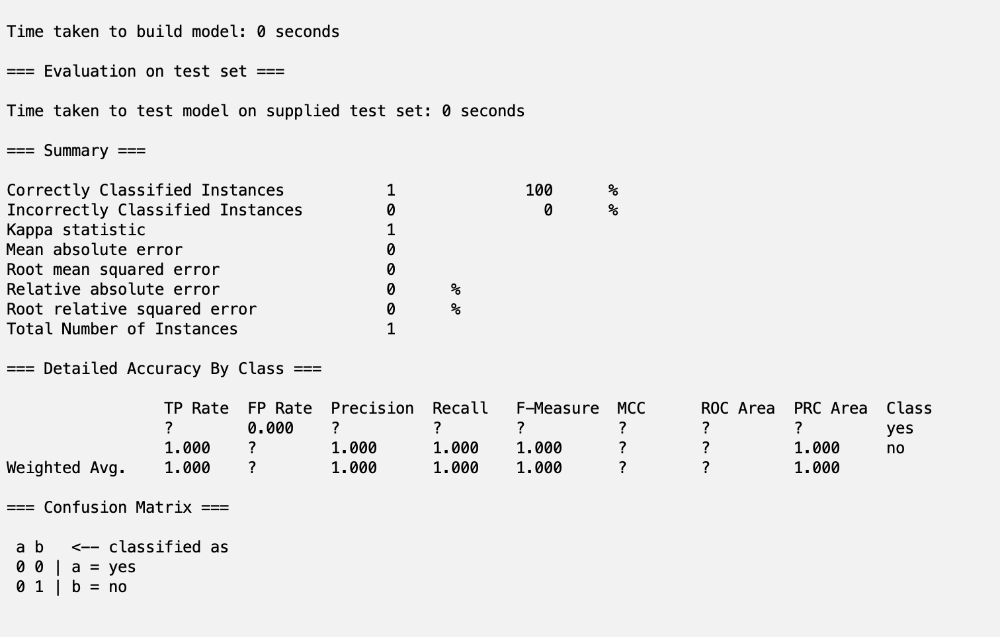 Time taken to build model: 0 seconds
=== Evaluation on test set ===
Time taken to test model on supplied test set: 0 seconds
=== Summary ===
Correctly Classified Instances           1              100      %
Incorrectly Classified Instances         0                0      %
Kappa statistic                          1
Mean absolute error                      0
Root mean squared error                  0
Relative absolute error                  0      %
Root relative squared error              0      %
Total Number of Instances                1
=== Detailed Accuracy By Class ===
                 TP Rate  FP Rate  Precision  Recall   F-Measure  MCC      ROC Area  PRC Area  Class
                 ?        0.000    ?          ?        ?          ?        ?         ?         yes
                 1.000    ?        1.000      1.000    1.000      ?        ?         1.000     no
Weighted Avg.    1.000    ?        1.000      1.000    1.000      ?        ?         1.000
=== Confusion Matrix ===
 a b   <-- classified as
 0 0 | a = yes
 0 1 | b = no